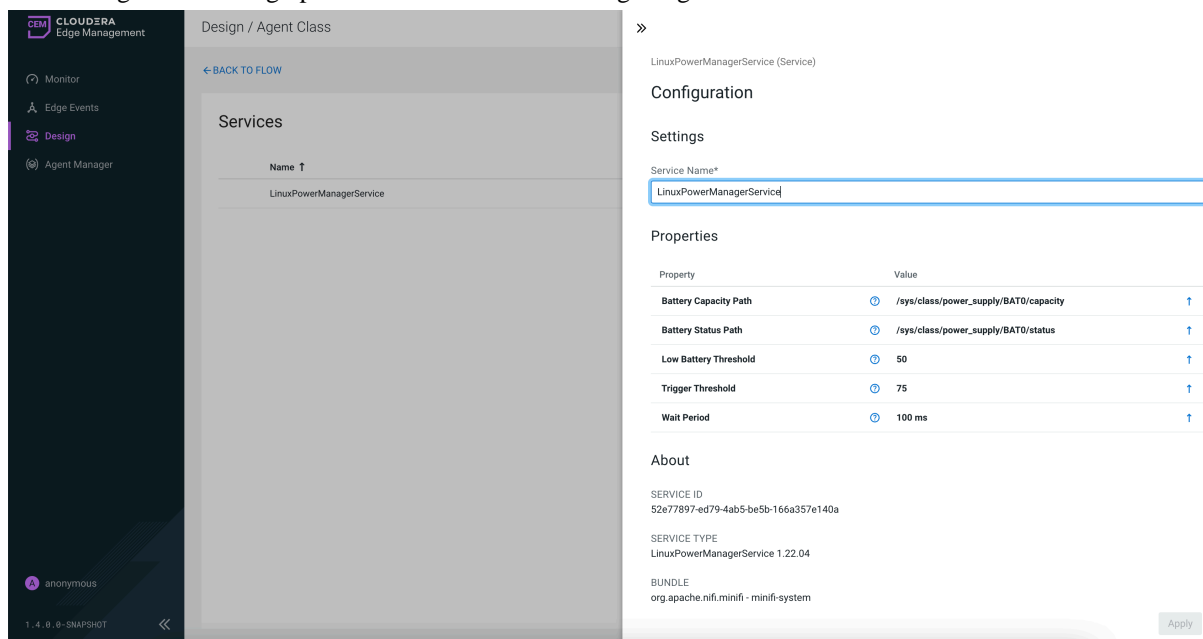 CEM CLOUDERA
Edge Management
Monitor
Edge Events
Design
Agent Manager
A anonymous
1.4.0.0-SNAPSHOT
Design / Agent Class
BACK TO FLOW
Services
Name ↑
LinuxPowerManagerService
LinuxPowerManagerService (Service)
Configuration
Settings
Service Name*
LinuxPowerManagerService
Properties
Property Value
Battery Capacity Path /sys/class/power_supply/BAT0/capacity
Battery Status Path /sys/class/power_supply/BAT0/status
Low Battery Threshold 50
Trigger Threshold 75
Wait Period 100 ms
About
SERVICE ID
52e77897-ed79-4ab5-be5b-166a357e140a
SERVICE TYPE
LinuxPowerManagerService 1.22.04
BUNDLE
org.apache.nifi.minifi - minifi-system
Apply